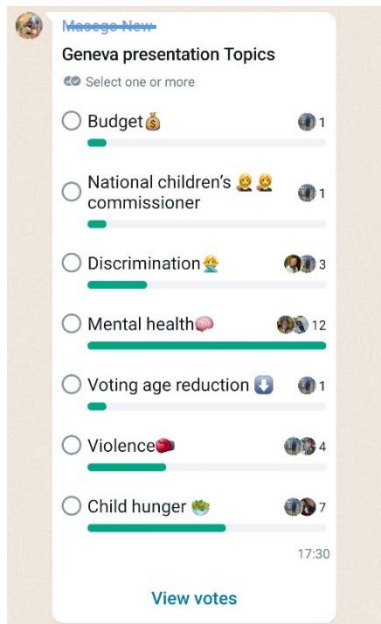 Masego New
Geneva presentation Topics
Select one or more
Budget💰 1
National children's 🧑‍🎓 🧑‍🎓
commissioner 1
Discrimination🙅 3
Mental health🧠 12
Voting age reduction ⬇️ 1
Violence🥊 4
Child hunger 🥗 7
17:30
View votes